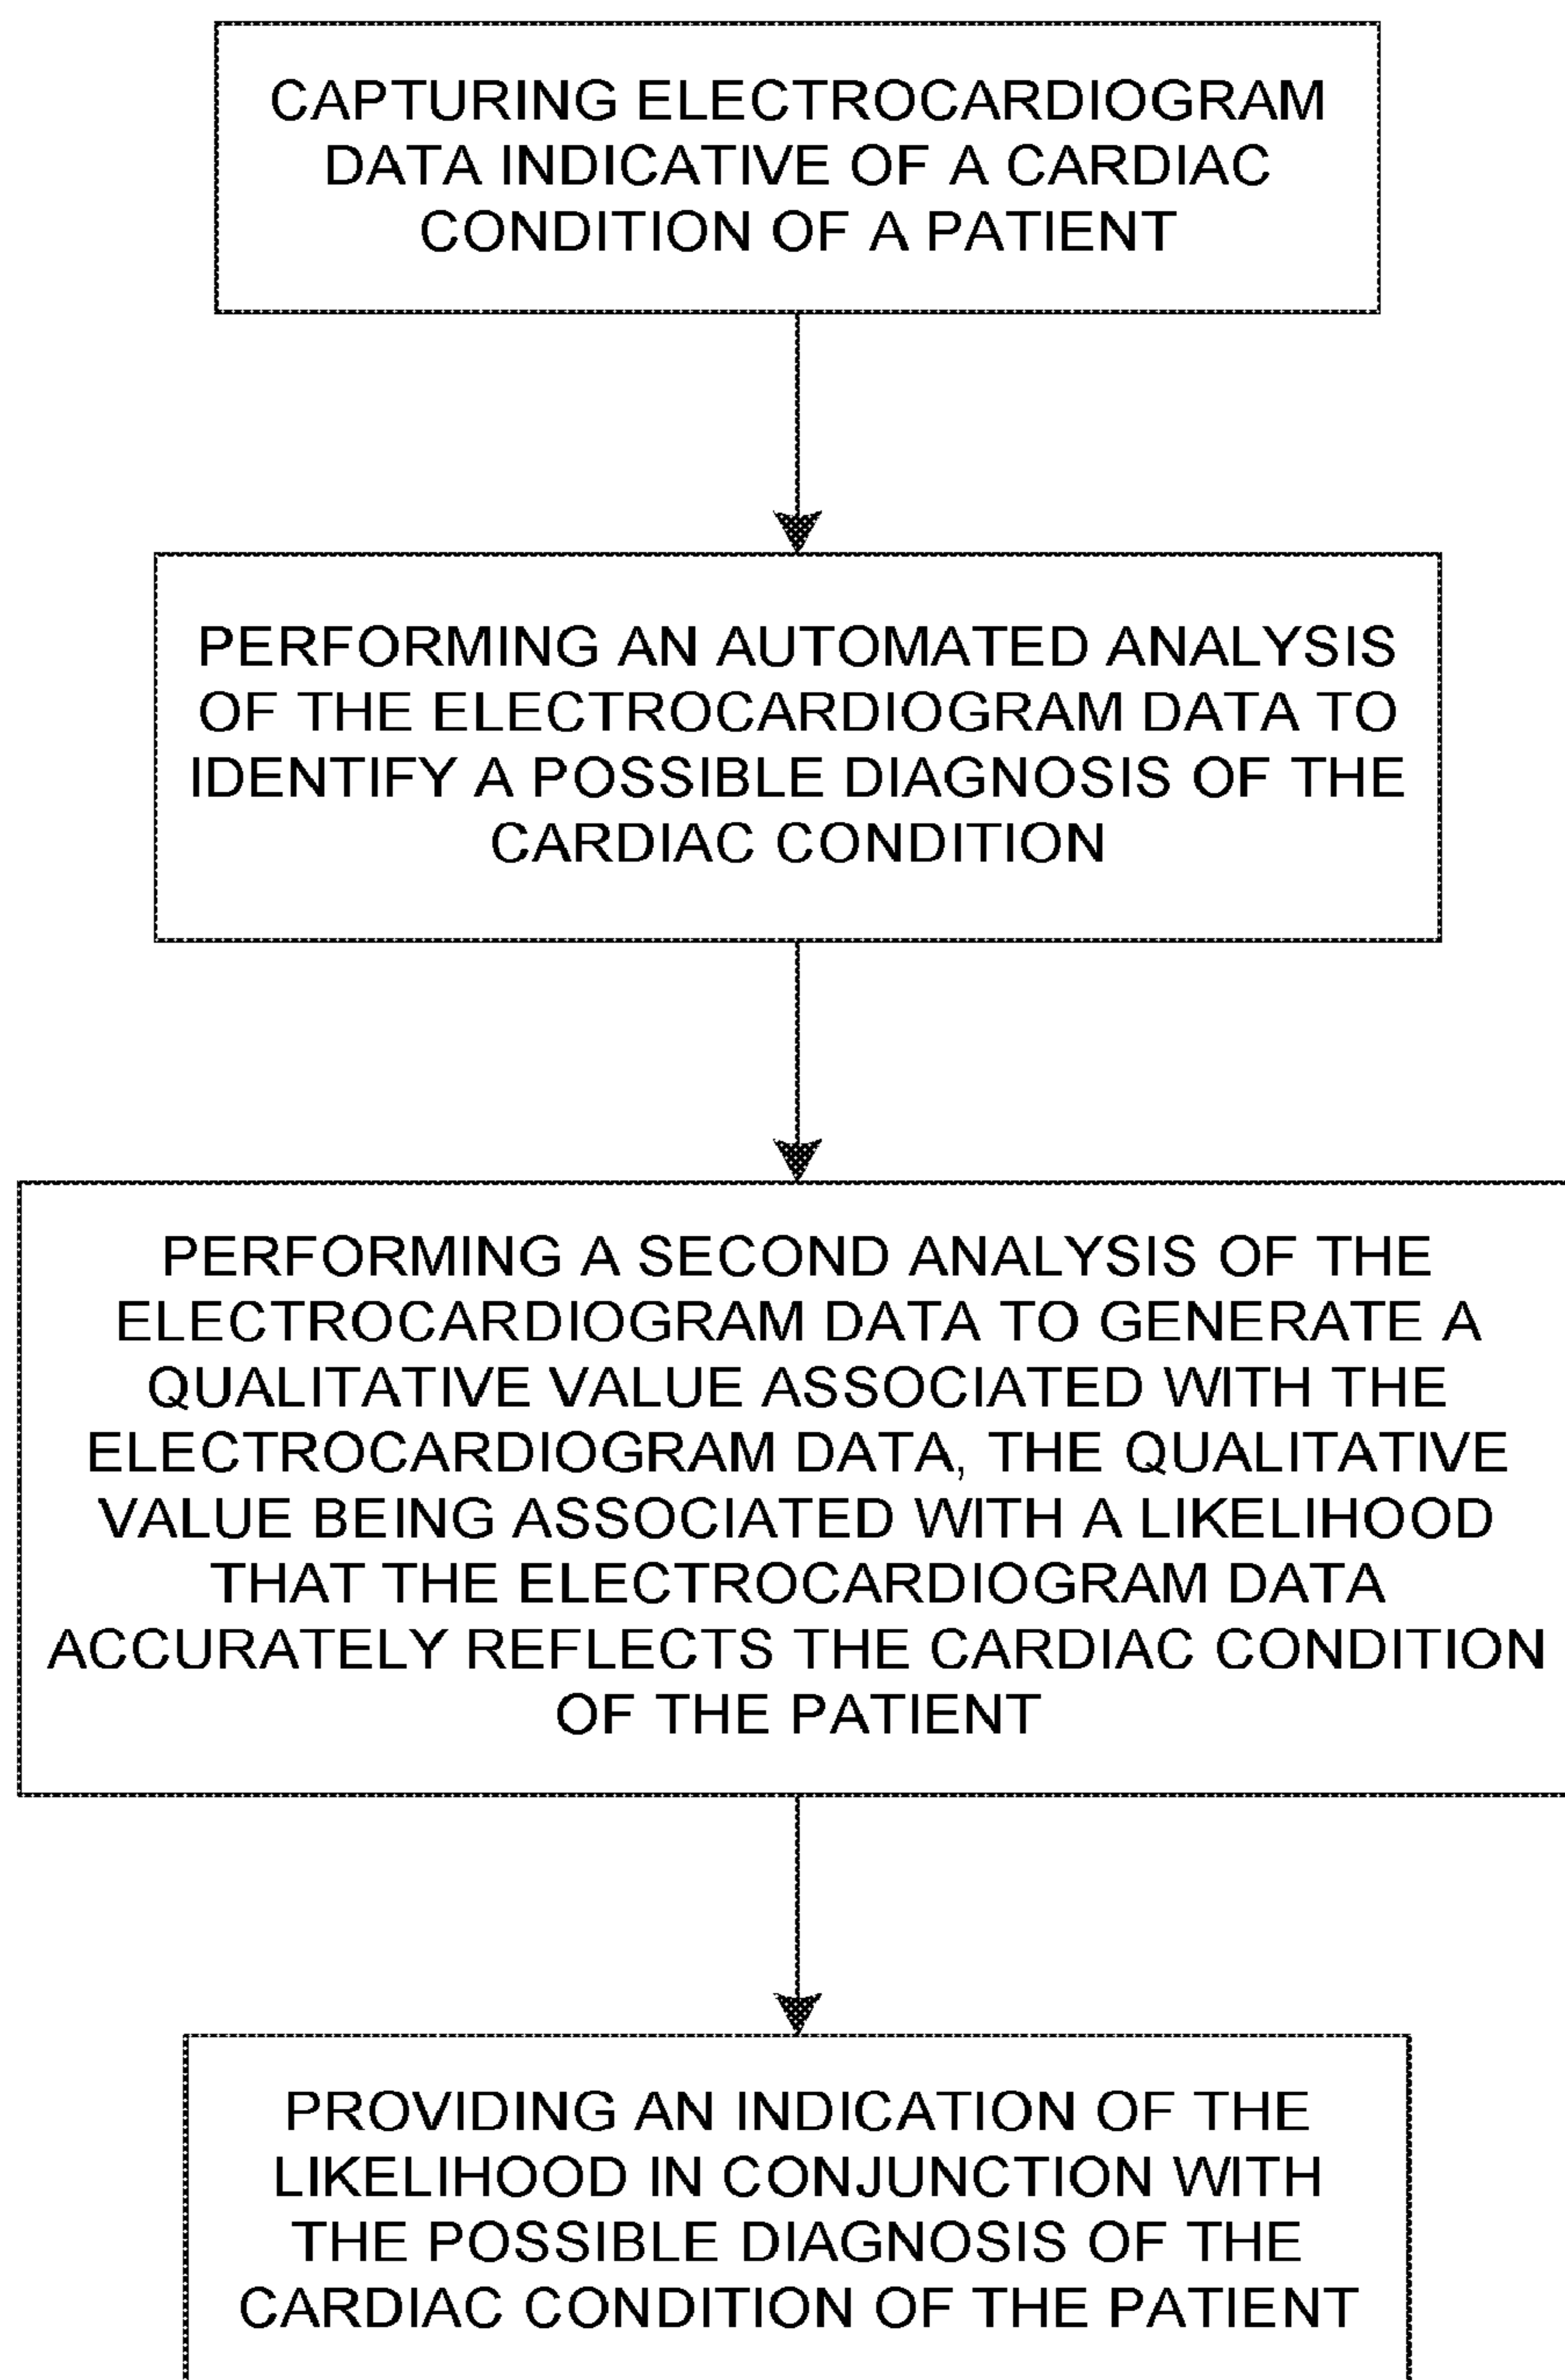 CAPTURING ELECTROCARDIOGRAM
DATA INDICATIVE OF A CARDIAC
CONDITION OF A PATIENT
PERFORMING AN AUTOMATED ANALYSIS
OF THE ELECTROCARDIOGRAM DATA TO
IDENTIFY A POSSIBLE DIAGNOSIS OF THE
CARDIAC CONDITION
PERFORMING A SECOND ANALYSIS OF THE
ELECTROCARDIOGRAM DATA TO GENERATE A
QUALITATIVE VALUE ASSOCIATED WITH THE
ELECTROCARDIOGRAM DATA, THE QUALITATIVE
VALUE BEING ASSOCIATED WITH A LIKELIHOOD
THAT THE ELECTROCARDIOGRAM DATA
ACCURATELY REFLECTS THE CARDIAC CONDITION
OF THE PATIENT
PROVIDING AN INDICATION OF THE
LIKELIHOOD IN CONJUNCTION WITH
THE POSSIBLE DIAGNOSIS OF THE
CARDIAC CONDITION OF THE PATIENT